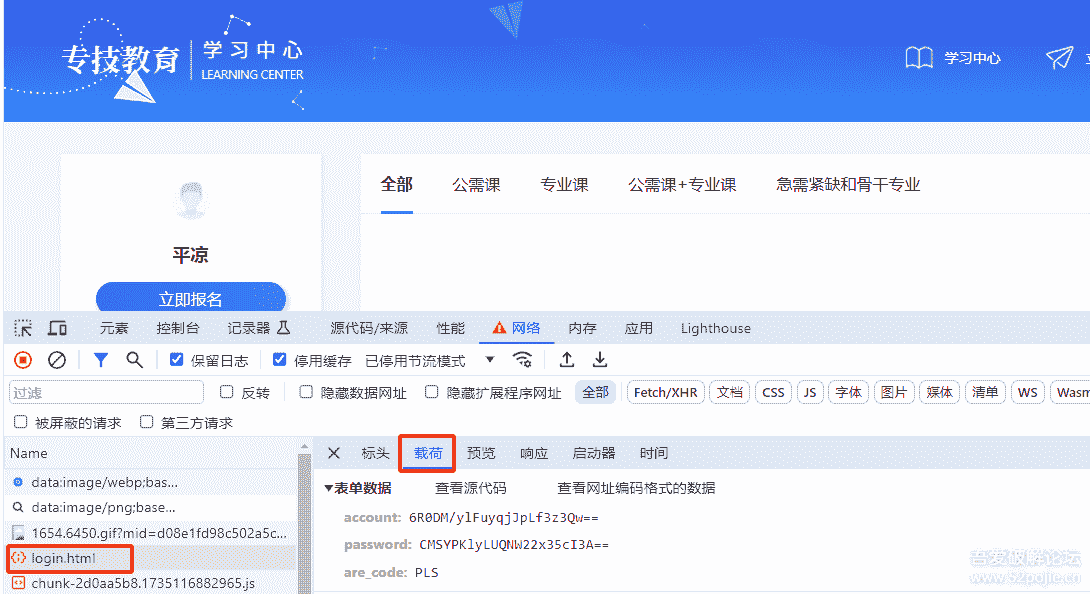 专技教育 学习中心
LEARNING CENTER
学习中心
全部 公需课 专业课 公需课+专业课 急需紧缺和骨干专业
平凉
立即报名
元素 控制台 记录器 源代码/来源 性能 网络 内存 应用 Lighthouse
保留日志 停用缓存 已停用节流模式
过滤 反转 隐藏数据网址 隐藏扩展程序网址 全部 Fetch/XHR 文档 CSS JS 字体 图片 媒体 清单 WS Wasm
被屏蔽的请求 第三方请求
Name
标头 载荷 预览 响应 启动器 时间
data:image/webp;bas...
data:image/png;base...
1654.6450.gif?mid=d08e1fd98c502a5c...
login.html
chunk-2d0aa5b8.1735116882965.js
▼表单数据 查看源代码 查看网址编码格式的数据
account: 6R0DM/ylFuyqjJpLf3z3Qw==
password: CMSYPKlyLUQNW22x35cI3A==
are_code: PLS
吾爱破解论坛
www.52pojie.cn